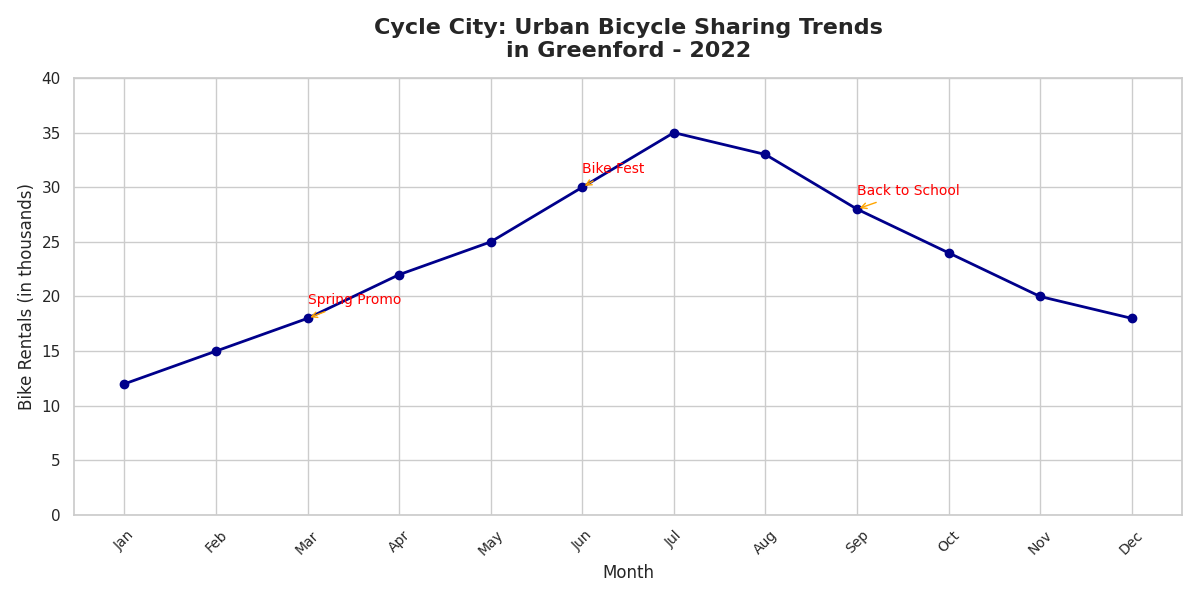 Cycle City: Urban Bicycle Sharing Trends
in Greenford - 2022
Bike Rentals (in thousands)
40
35
30
25
20
15
10
5
0
Spring Promo
Bike Fest
Back to School
Jan
Feb
Mar
Apr
May
Jun
Jul
Aug
Sep
Oct
Nov
Dec
Month